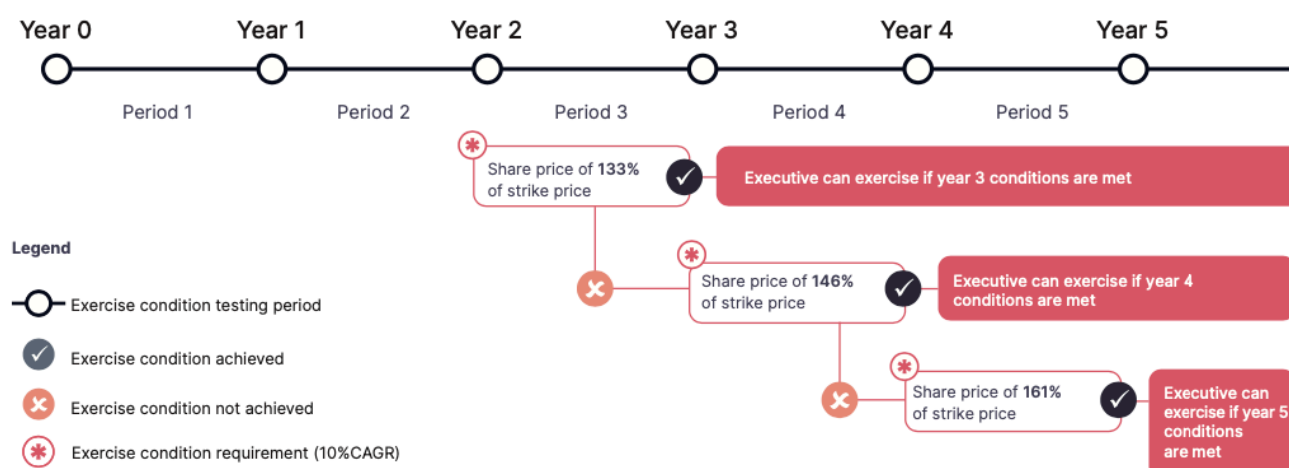 Year 0
Year 1
Year 2
Year 3
Year 4
Year 5
Period 1
Period 2
Period 3
Period 4
Period 5
Share price of 133%
of strike price
Executive can exercise if year 3 conditions are met
Share price of 146%
of strike price
Executive can exercise if year 4
conditions are met
Share price of 161%
of strike price
Executive can
exercise if year 5
conditions
are met
Legend
Exercise condition testing period
Exercise condition achieved
Exercise condition not achieved
Exercise condition requirement (10%CAGR)